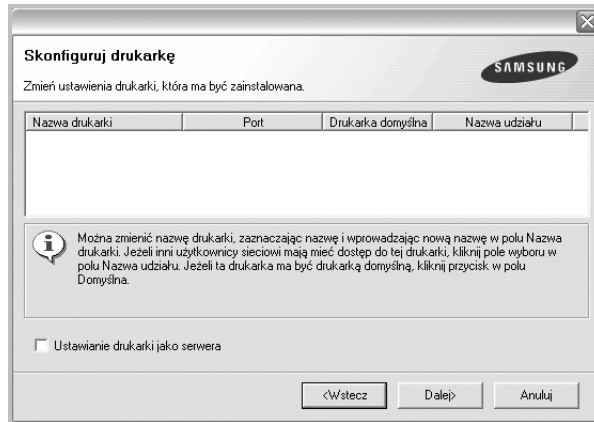 Skonfiguruj drukarkę
SAMSUNG
Zmień ustawienia drukarki, która ma być zainstalowana.
Nazwa drukarki Port Drukarka domyślna Nazwa udziału
Można zmienić nazwę drukarki, zaznaczając nazwę i wprowadzając nową nazwę w polu Nazwa
drukarki. Jeżeli inni użytkownicy sieciowi mają mieć dostęp do tej drukarki, kliknij pole wyboru w
polu Nazwa udziału. Jeżeli ta drukarka ma być drukarką domyślną, kliknij przycisk w polu
Domyślna.
Ustawianie drukarki jako serwera
<Wstecz Dalej> Anuluj